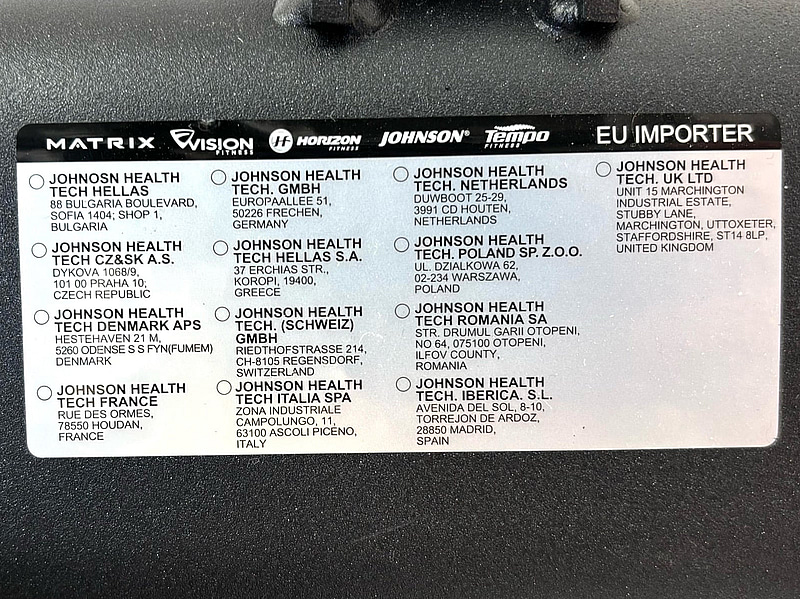 MATRIX VISION FITNESS HORIZON FITNESS JOHNSON® Tempo FITNESS EU IMPORTER
JOHNOSN HEALTH
TECH HELLAS
88 BULGARIA BOULEVARD,
SOFIA 1404; SHOP 1,
BULGARIA
JOHNSON HEALTH
TECH CZ&SK A.S.
DYKOVA 1068/9,
101 00 PRAHA 10;
CZECH REPUBLIC
JOHNSON HEALTH
TECH DENMARK APS
HESTEHAVEN 21 M,
5260 ODENSE S S FYN(FUMEM)
DENMARK
JOHNSON HEALTH
TECH FRANCE
RUE DES ORMES,
78550 HOUDAN,
FRANCE
JOHNSON HEALTH
TECH. GMBH
EUROPAALLEE 51,
50226 FRECHEN,
GERMANY
JOHNSON HEALTH
TECH HELLAS S.A.
37 ERCHIAS STR.,
KOROPI, 19400,
GREECE
JOHNSON HEALTH
TECH. (SCHWEIZ)
GMBH
RIEDTHOFSTRASSE 214,
CH-8105 REGENSDORF,
SWITZERLAND
JOHNSON HEALTH
TECH ITALIA SPA
ZONA INDUSTRIALE
CAMPOLUNGO, 11,
63100 ASCOLI PICENO,
ITALY
JOHNSON HEALTH
TECH. NETHERLANDS
DUWBOOT 25-29,
3991 CD HOUTEN,
NETHERLANDS
JOHNSON HEALTH
TECH. POLAND SP. Z.O.O.
UL. DZIALKOWA 62,
02-234 WARSZAWA,
POLAND
JOHNSON HEALTH
TECH ROMANIA SA
STR. DRUMUL GARII OTOPENI,
NO 64, 075100 OTOPENI,
ILFOV COUNTY,
ROMANIA
JOHNSON HEALTH
TECH. IBERICA. S.L.
AVENIDA DEL SOL, 8-10,
TORREJON DE ARDOZ,
28850 MADRID,
SPAIN
JOHNSON HEALTH
TECH. UK LTD
UNIT 15 MARCHINGTON
INDUSTRIAL ESTATE,
STUBBY LANE,
MARCHINGTON, UTTOXETER,
STAFFORDSHIRE, ST14 8LP,
UNITED KINGDOM